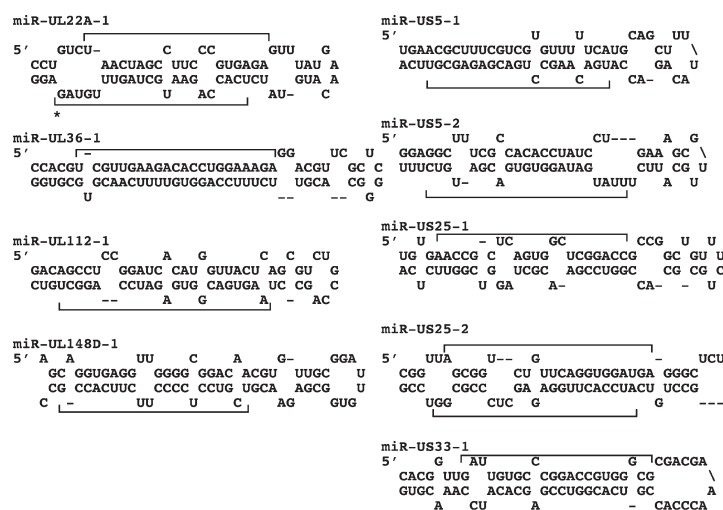 miR-UL22A-1
5′ GUCU- C CC GUU G
CCU AACUAGC UUC GUGAGA UAU A
GGA UUGAUCG AAG CACUCU GUA A
GAUGU U AC AU- C
*
miR-UL36-1
5′ - GG UC U
CCACGU CGUUGAAGACACCUGGAAAGA ACGU GC C
GGUGCG GCAACUUUUGUGGACCUUUCU UGCA CG G
U -- -- G
miR-UL112-1
5′ CC A G C C CU
GACAGCCU GGAUC CAU GUUACU AG GU G
CUGUCGGA CCUAG GUG CAGUGA UC CG C
-- A G A - AC
miR-UL148D-1
5′ A A UU C A G- GGA
GC GGUGAGG GGGG GGGAC ACGU UUGC U
CG CCACUUC CCCC CCCUG UGCA AGCG U
C - UU U C AG GUG
miR-US5-1
5′ U U CAG UU
UGAACGCUUUCGUCG GUUU UCAUG CU \
ACUUGCGAGAGCAGU CGAA AGUAC GA U
C C CA- CA
miR-US5-2
5′ UU C CU--- A G
GGAGGC UCG CACACCUAUC GAA GC \
UUUCUG AGC GUGUGGAUAG CUU CG U
U- A UAUUU A U
miR-US25-1
5′ U - UC GC CCG U U
UG GAACCG C AGUG UCGGACCG GC GU U
AC CUUGGC G UCGC AGCCUGGC CG CG C
U U GA A- CA- - U
miR-US25-2
5′ UUA U-- G - UCU
CGG GCGG CU UUCAGGUGGAUGA GGGC
GCC CGCC GA AGGUUCACCUACU UCCG
UGG CUC G G ---
miR-US33-1
5′ G AU C G CGACGA
CACG UUG UGUGC CGGACCGUGG CG \
GUGC AAC ACACG GCCUGGCACU GC A
A CU A - CACCCA